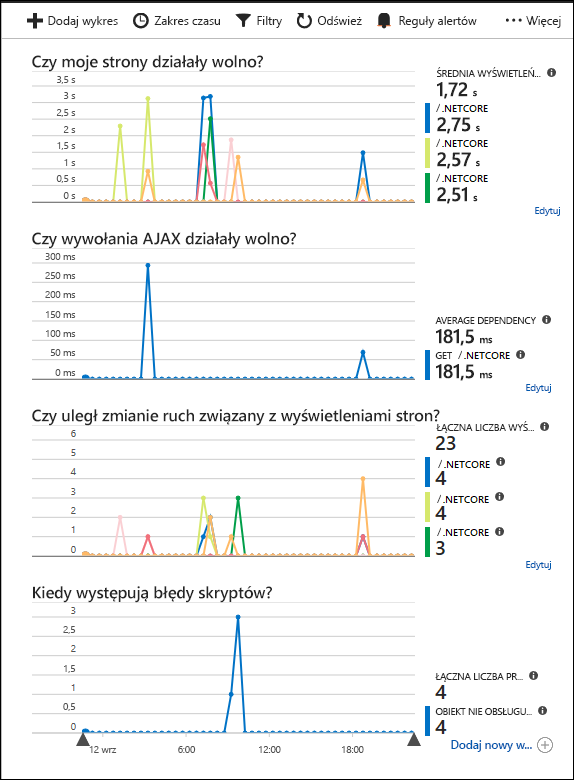 Dodaj wykres Zakres czasu Filtry Odśwież Reguły alertów Więcej
Czy moje strony działały wolno?
3,5 s
3 s
2,5 s
2 s
1,5 s
1 s
0,5 s
0 s
ŚREDNIA WYŚWIETLEŃ...
1,72 s
/ .NETCORE
2,75 s
/ .NETCORE
2,57 s
/ .NETCORE
2,51 s
Edytuj
Czy wywołania AJAX działały wolno?
300 ms
250 ms
200 ms
150 ms
100 ms
50 ms
0 ms
AVERAGE DEPENDENCY
181,5 ms
GET / .NETCORE
181,5 ms
Edytuj
Czy uległ zmianie ruch związany z wyświetleniami stron?
6
5
4
3
2
1
0
ŁĄCZNA LICZBA WYŚ...
23
/ .NETCORE
4
/ .NETCORE
4
/ .NETCORE
3
Edytuj
Kiedy występują błędy skryptów?
3
2,5
2
1,5
1
0,5
0
12 wrz 6:00 12:00 18:00
ŁĄCZNA LICZBA PR...
4
OBIEKT NIE OBSŁUGU...
4
Dodaj nowy w...